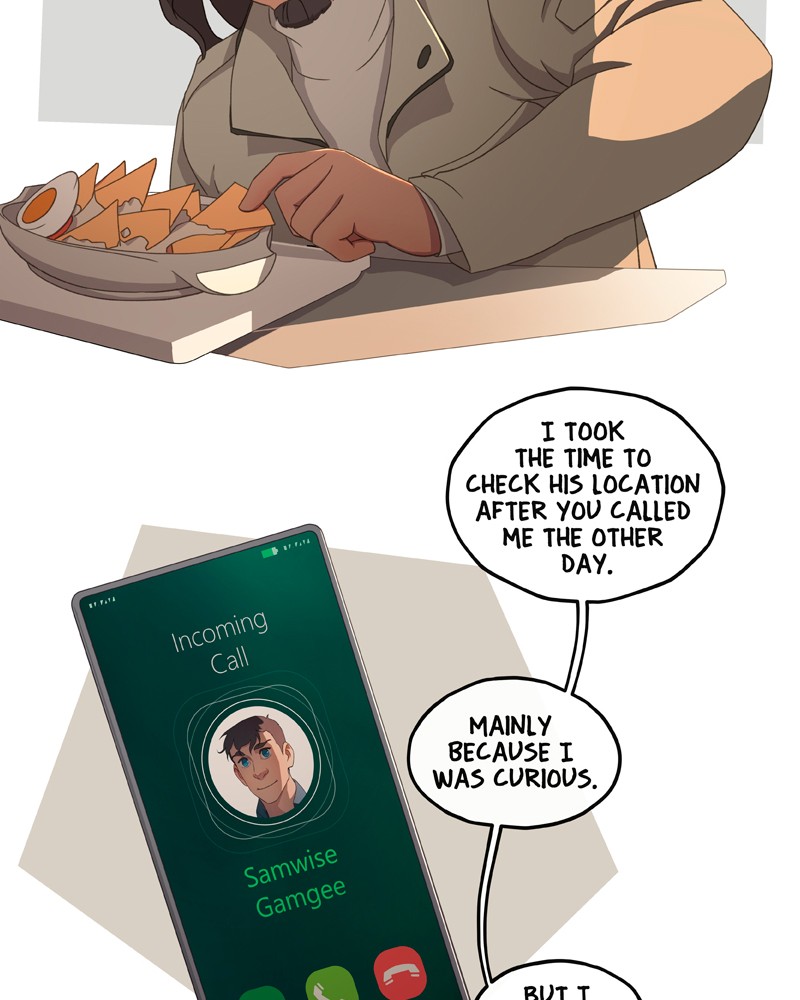 I TOOK
THE TIME TO
CHECK HIS LOCATION
AFTER YOU CALLED
ME THE OTHER
DAY.
Incoming
Call
MAINLY
BECAUSE I
WAS CURIOUS.
Samwise
Gamgee
BUT I